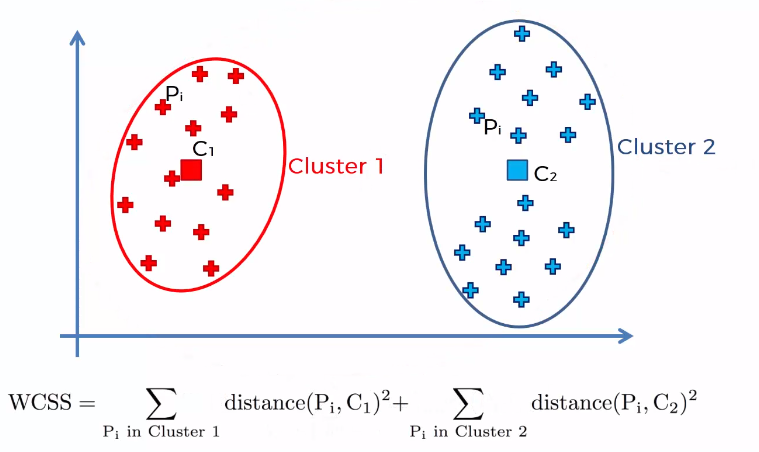 Pᵢ
C₁
Cluster 1
Pᵢ
C₂
Cluster 2
WCSS = ∑ distance(Pᵢ, C₁)² + ∑ distance(Pᵢ, C₂)²
Pᵢ in Cluster 1 Pᵢ in Cluster 2